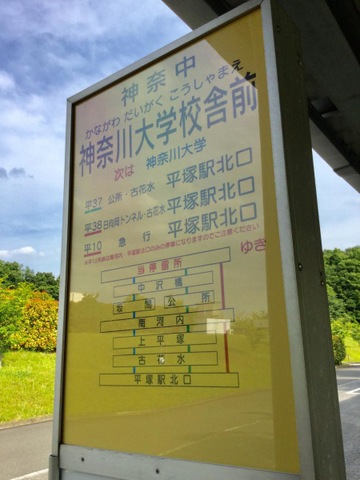 神奈中
かながわ だいがく こうしゃまえ
神奈川大学校舎前
次は 神奈川大学
平37 公所・古花水 平塚駅北口
平38 日向岡トンネル・古花水 平塚駅北口
平10 急行 平塚駅北口
ゆき
当停留所
中沢橋
公所
南河内
上平塚
古花水
平塚駅北口